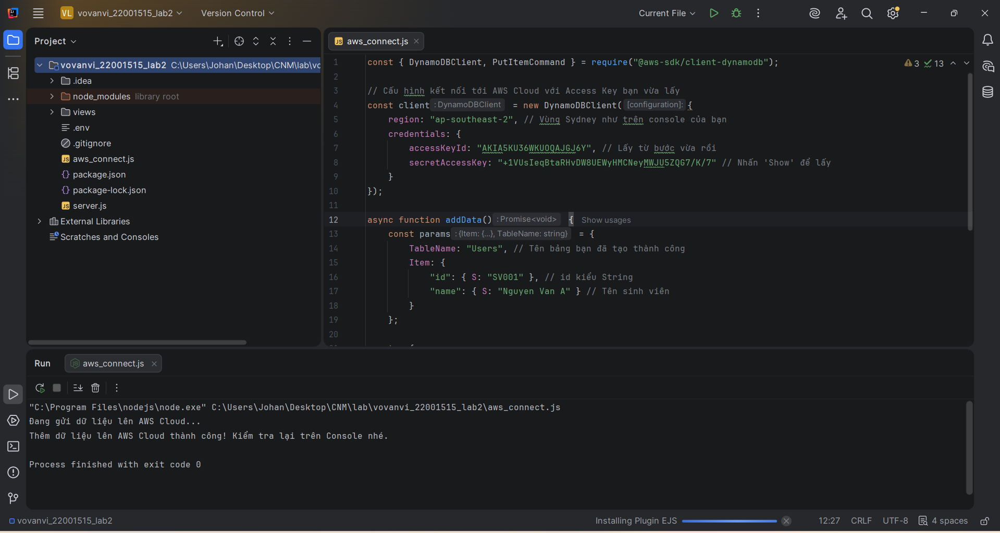 VL vovanvi_22001515_lab2 Version Control Current File
Project
vovanvi_22001515_lab2 C:\Users\Johan\Desktop\CNM\lab\vo
.idea
node_modules library root
views
.env
.gitignore
aws_connect.js
package.json
package-lock.json
server.js
External Libraries
Scratches and Consoles
aws_connect.js
3 13
1 const { DynamoDBClient, PutItemCommand } = require("@aws-sdk/client-dynamodb");
2
3 // Cấu hình kết nối tới AWS Cloud với Access Key bạn vừa lấy
4 const client : DynamoDBClient = new DynamoDBClient( [configuration]: {
5 region: "ap-southeast-2", // Vùng Sydney như trên console của bạn
6 credentials: {
7 accessKeyId: "AKIA5KU36WKUOQAJGJ6Y", // Lấy từ bước vừa rồi
8 secretAccessKey: "+1VUsIeqBtaRHvDW8UEWyHMCNeyMWJU5ZQG7/K/7" // Nhấn 'Show' để lấy
9 }
10 });
11
12 async function addData() : Promise<void> { Show usages
13 const params : {Item: {...}, TableName: string} = {
14 TableName: "Users", // Tên bảng bạn đã tạo thành công
15 Item: {
16 "id": { S: "SV001" }, // id kiểu String
17 "name": { S: "Nguyen Van A" } // Tên sinh viên
18 }
19 };
20
Run aws_connect.js
"C:\Program Files\nodejs\node.exe" C:\Users\Johan\Desktop\CNM\lab\vovanvi_22001515_lab2\aws_connect.js
Đang gửi dữ liệu lên AWS Cloud...
Thêm dữ liệu lên AWS Cloud thành công! Kiểm tra lại trên Console nhé.
Process finished with exit code 0
vovanvi_22001515_lab2 Installing Plugin EJS 12:27 CRLF UTF-8 4 spaces